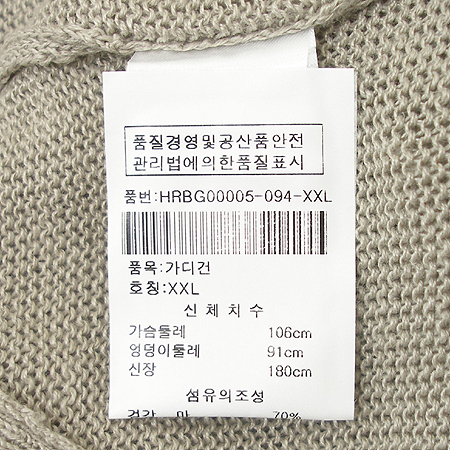 품질경영및공산품안전
관리법에의한품질표시
품번:HRBG00005-094-XXL
품목:가디건
호칭:XXL
신 체 치 수
가슴둘레 106cm
엉덩이둘레 91cm
신장 180cm
섬유의조성
겉감 마 70%